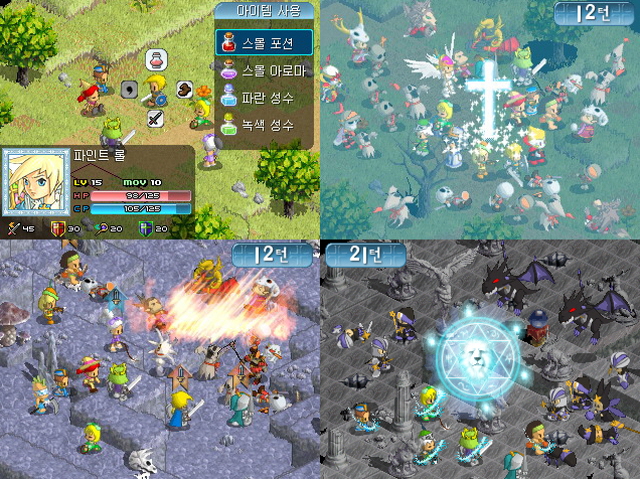 아이템 사용
스몰 포션
스몰 아로마
파란 성수
녹색 성수
파인트 롤
LV 15 MOV 10
HP 98/125
CP 105/125
45 30 20 20
12턴
12턴
21턴